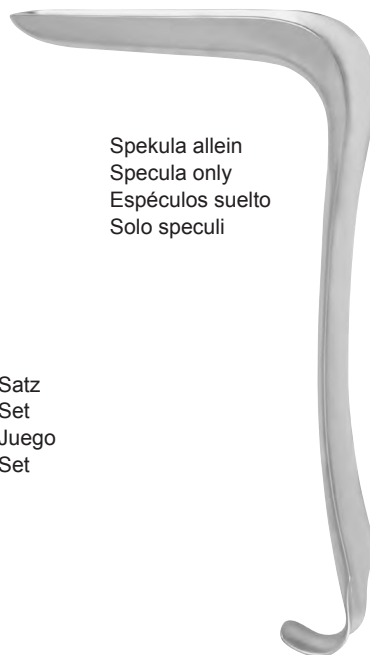 Spekula allein
Specula only
Espéculos suelto
Solo speculi
Satz
Set
Juego
Set